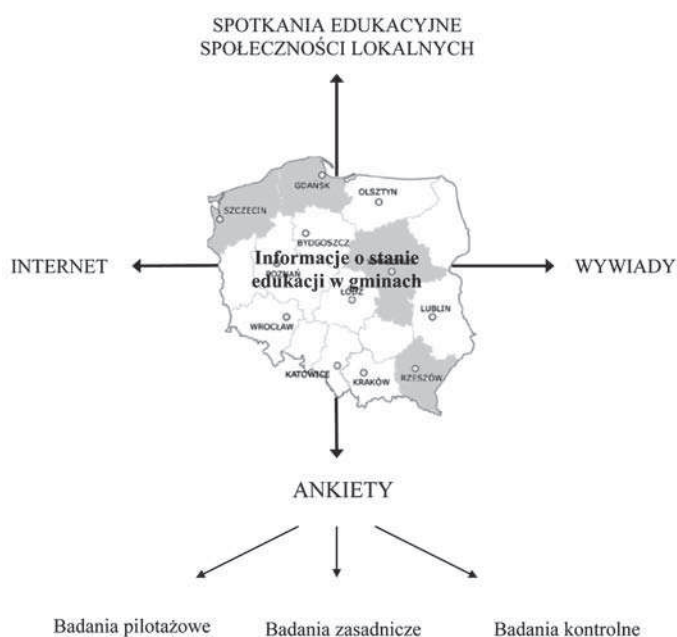 SPOTKANIA EDUKACYJNE
SPOŁECZNOŚCI LOKALNYCH
GDAŃSK
OLSZTYN
SZCZECIN
BYDGOSZCZ
Informacje o stanie
INTERNET
WYWIADY
POZNAŃ
edukacji w gminach
ŁÓDŹ
LUBLIN
WROCŁAW
KATOWICE
KRAKÓW
RZESZÓW
ANKIETY
Badania pilotażowe
Badania zasadnicze
Badania kontrolne